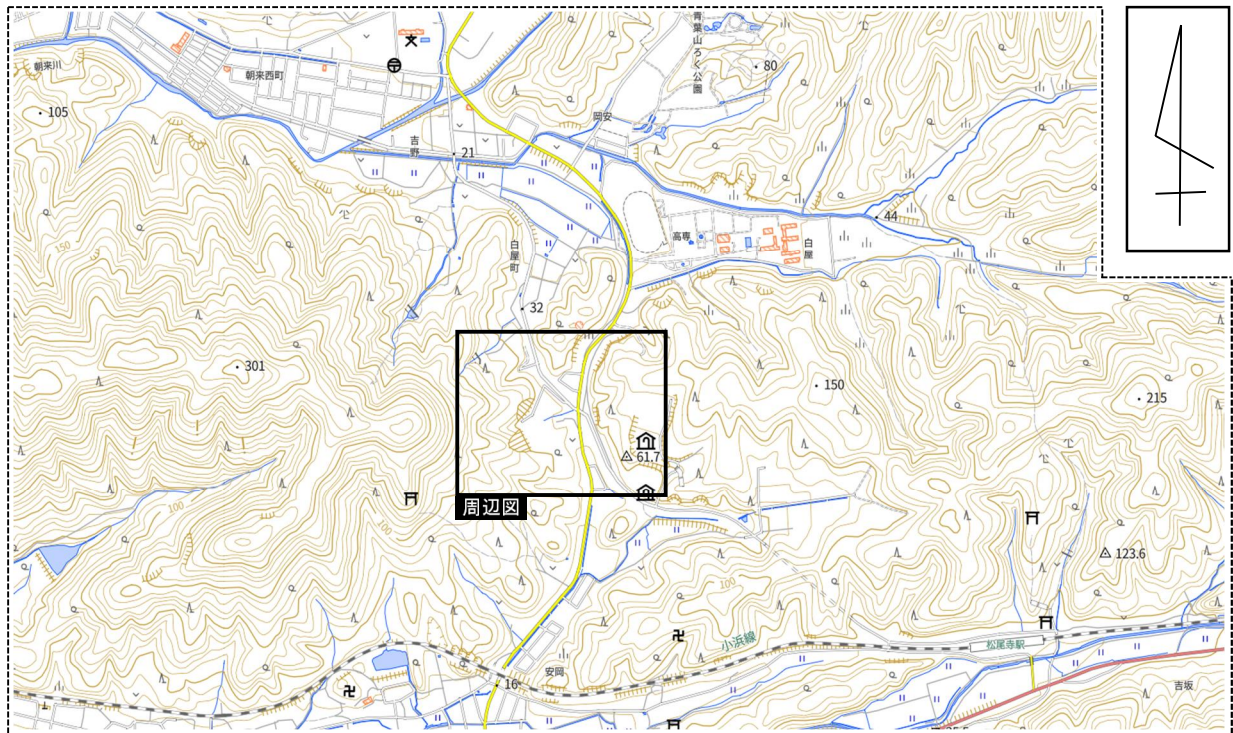 朝来川
朝来西町
青葉山ろく公園
80
105
岡安
吉野
21
高専
44
白屋
白屋町
150
32
301
150
215
61.7
周辺図
100
100
123.6
100
小浜線
松尾寺駅
安岡
16
吉坂